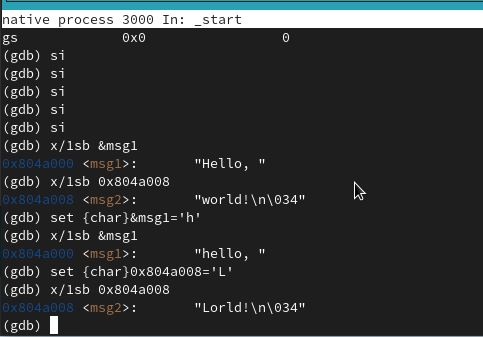 native process 3000 In: _start
gs             0x0                 0
(gdb) si
(gdb) si
(gdb) si
(gdb) si
(gdb) si
(gdb) x/1sb &msg1
0x804a000 <msg1>:       "Hello, "
(gdb) x/1sb 0x804a008
0x804a008 <msg2>:       "world!\n\034"
(gdb) set {char}&msg1='h'
(gdb) x/1sb &msg1
0x804a000 <msg1>:       "hello, "
(gdb) set {char}0x804a008='L'
(gdb) x/1sb 0x804a008
0x804a008 <msg2>:       "Lorld!\n\034"
(gdb)